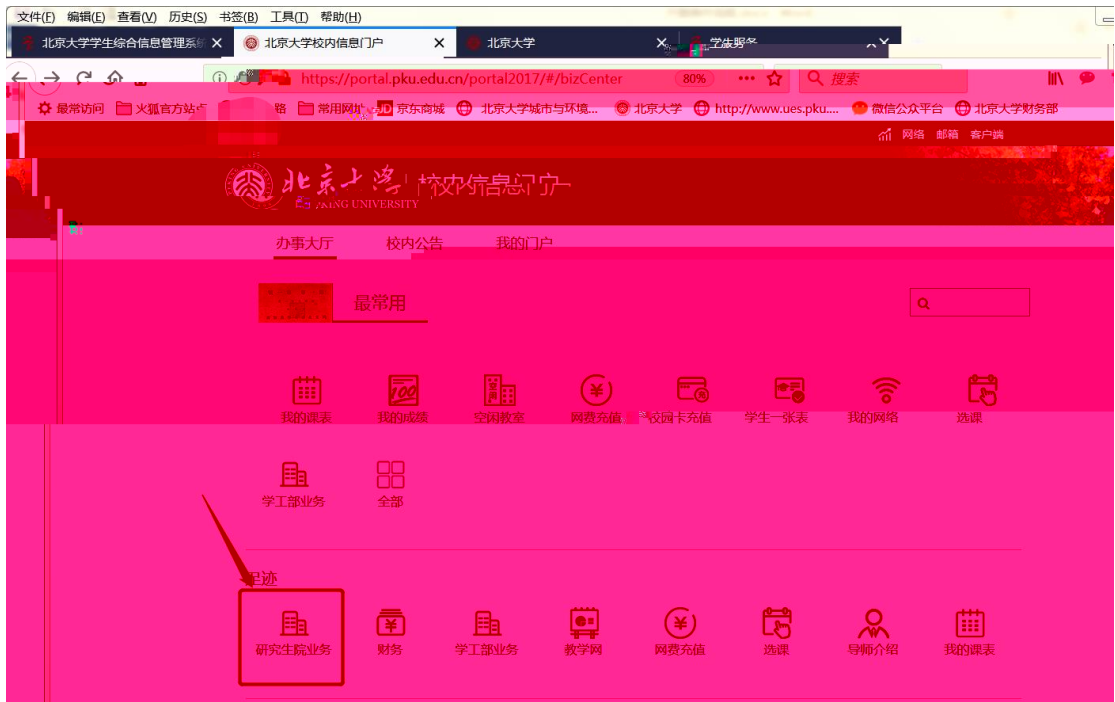 文件(F) 编辑(E) 查看(V) 历史(S) 书签(B) 工具(T) 帮助(H)
北京大学学生综合信息管理系统 北京大学校内信息门户 北京大学
https://portal.pku.edu.cn/portal2017/#/bizCenter 80% 搜索
最常访问 火狐官方站点 常用网址 JD 京东商城 北京大学城市与环境... 北京大学 http://www.ues.pku.... 微信公众平台 北京大学财务部
网络 邮箱 客户端
北京大学 校内信息门户
UNIVERSITY
办事大厅 校内公告 我的门户
最常用
我的课表 我的成绩 空闲教室 网费充值 校园卡充值 学生一张表 我的网络 选课
学工部业务 全部
足迹
研究生院业务 财务 学工部业务 教学网 网费充值 选课 导师介绍 我的课表